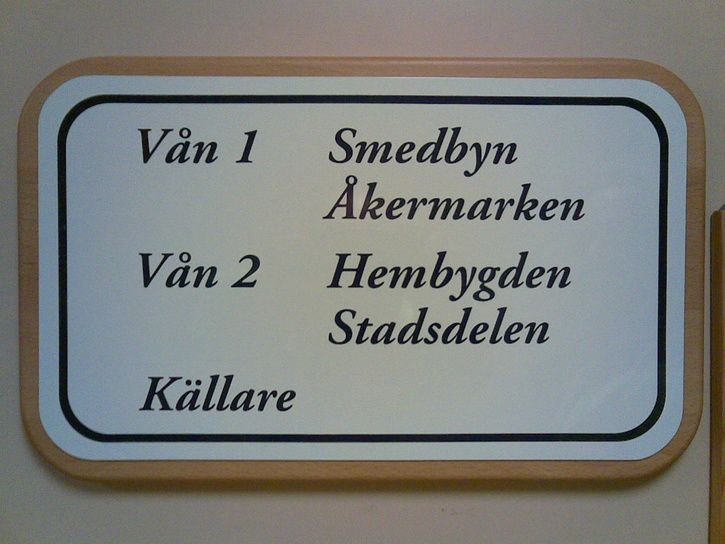 Vån 1 Smedbyn
Åkermarken
Vån 2 Hembygden
Stadsdelen
Källare